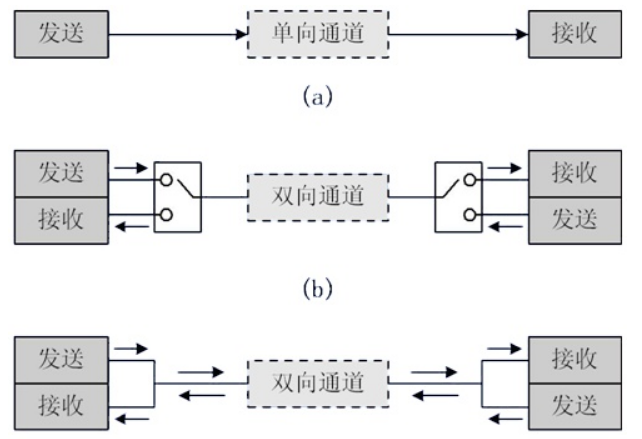 发送 单向通道 接收
(a)
发送 接收
双向通道
接收 发送
(b)
发送 接收
双向通道
接收 发送